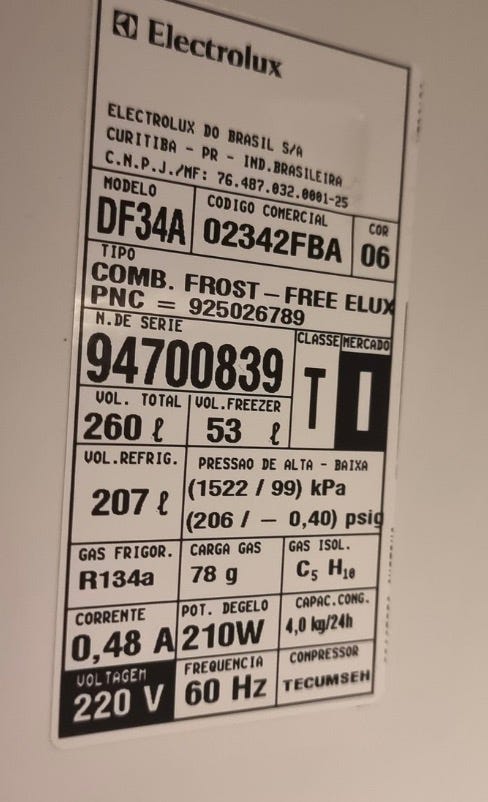 Electrolux
ELECTROLUX DO BRASIL S/A
CURITIBA - PR - IND.BRASILEIRA
C.N.P.J./MF: 76.487.032.0001-25
MODELO CODIGO COMERCIAL COR
DF34A 02342FBA 06
TIPO
COMB. FROST-FREE ELUX
PNC = 925026789
N.DE SERIE CLASSE MERCADO
94700839 T I
VOL. TOTAL VOL.FREEZER
260 ℓ 53 ℓ
VOL.REFRIG. PRESSAO DE ALTA - BAIXA
207 ℓ (1522 / 99) kPa
(206 / - 0,40) psig
GAS FRIGOR. CARGA GAS GAS ISOL.
R134a 78 g C₅ H₁₀
CORRENTE POT. DEGELO CAPAC.CONG.
0,48 A 210W 4,0 kg/24h
VOLTAGEM FREQUENCIA COMPRESSOR
220 V 60 Hz TECUMSEH